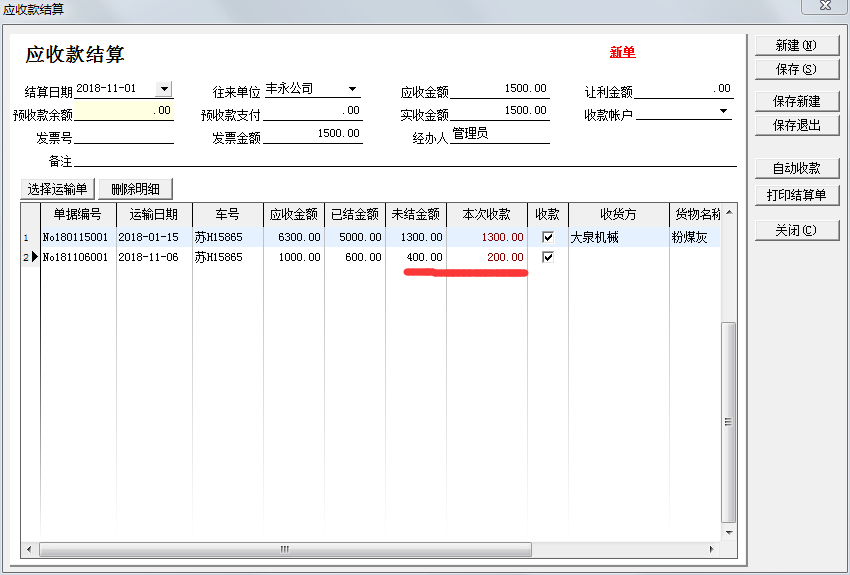 应收款结算
应收款结算
新单
结算日期 2018-11-01 往来单位 丰永公司 应收金额 1500.00 让利金额 .00
预收款余额 .00 预收款支付 .00 实收金额 1500.00 收款帐户
发票号 发票金额 1500.00 经办人 管理员
备注
选择运输单 删除明细
单据编号 运输日期 车号 应收金额 已结金额 未结金额 本次收款 收款 收货方 货物名称
1 No180115001 2018-01-15 苏H15865 6300.00 5000.00 1300.00 1300.00 大泉机械 粉煤灰
2 No181106001 2018-11-06 苏H15865 1000.00 600.00 400.00 200.00
新建(N)
保存(S)
保存新建
保存退出
自动收款
打印结算单
关闭(C)